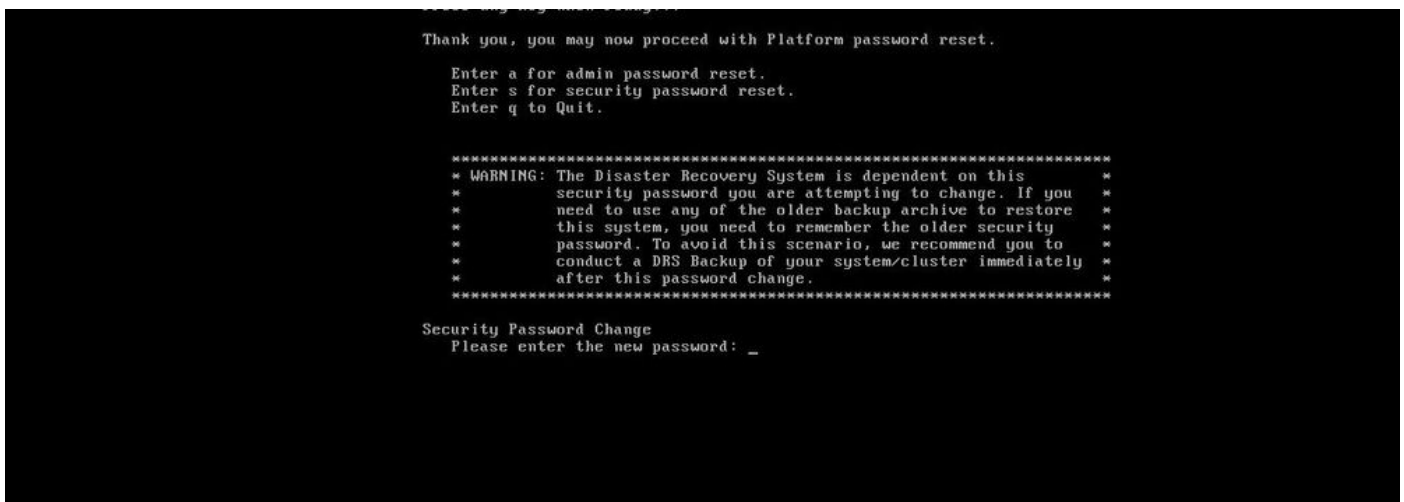 Thank you, you may now proceed with Platform password reset.
Enter a for admin password reset.
Enter s for security password reset.
Enter q to Quit.
***********************************************************************
* WARNING: The Disaster Recovery System is dependent on this *
* security password you are attempting to change. If you *
* need to use any of the older backup archive to restore *
* this system, you need to remember the older security *
* password. To avoid this scenario, we recommend you to *
* conduct a DRS Backup of your system/cluster immediately *
* after this password change. *
***********************************************************************
Security Password Change
Please enter the new password: _